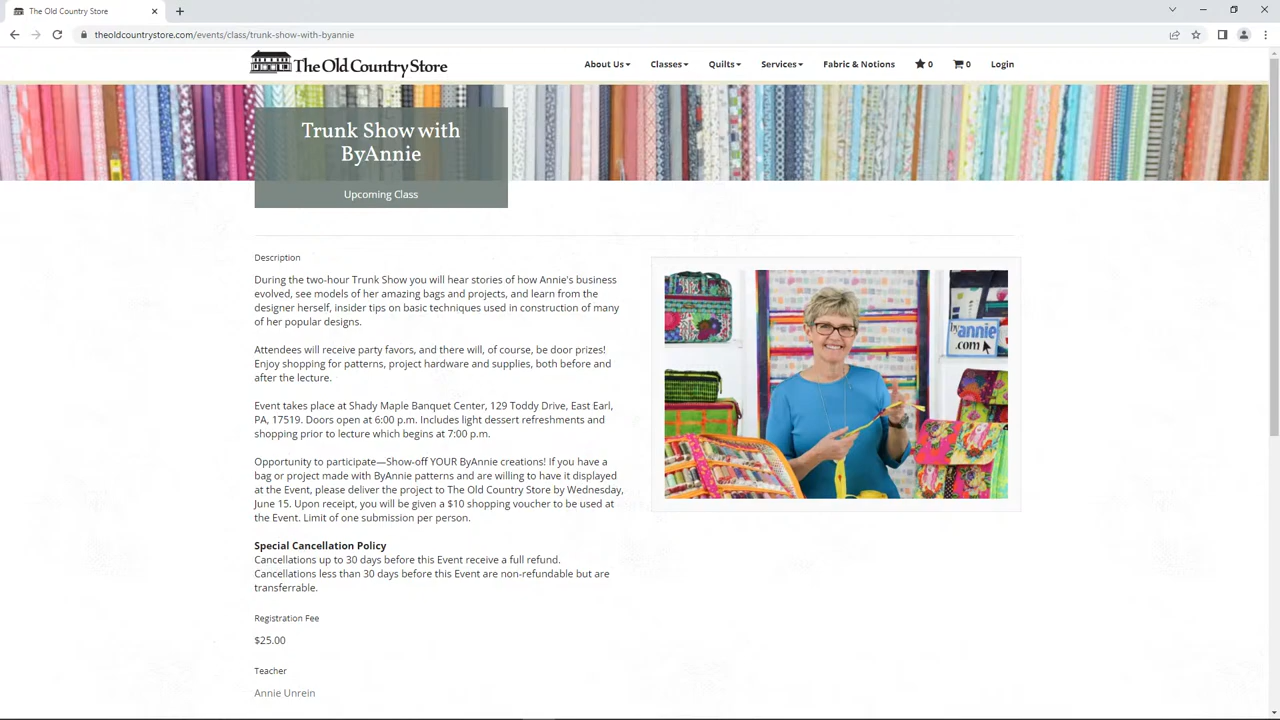 The Old Country Store
theoldcountrystore.com/events/class/trunk-show-with-byannie
The Old Country Store
About Us
Classes
Quilts
Services
Fabric & Notions
0
0
Login
Trunk Show with
ByAnnie
Upcoming Class
Description
During the two-hour Trunk Show you will hear stories of how Annie's business
evolved, see models of her amazing bags and projects, and learn from the
designer herself, insider tips on basic techniques used in construction of many
of her popular designs.
Attendees will receive party favors, and there will, of course, be door prizes!
Enjoy shopping for patterns, project hardware and supplies, both before and
after the lecture.
Event takes place at Shady Maple Banquet Center, 129 Toddy Drive, East Earl,
PA, 17519. Doors open at 6:00 p.m. includes light dessert refreshments and
shopping prior to lecture which begins at 7:00 p.m.
Opportunity to participate—Show-off YOUR ByAnnie creations! If you have a
bag or project made with ByAnnie patterns and are willing to have it displayed
at the Event, please deliver the project to The Old Country Store by Wednesday,
June 15. Upon receipt, you will be given a $10 shopping voucher to be used at
the Event. Limit of one submission per person.
Special Cancellation Policy
Cancellations up to 30 days before this Event receive a full refund.
Cancellations less than 30 days before this Event are non-refundable but are
transferrable.
Registration Fee
$25.00
Teacher
Annie Unrein
by
annie
.com